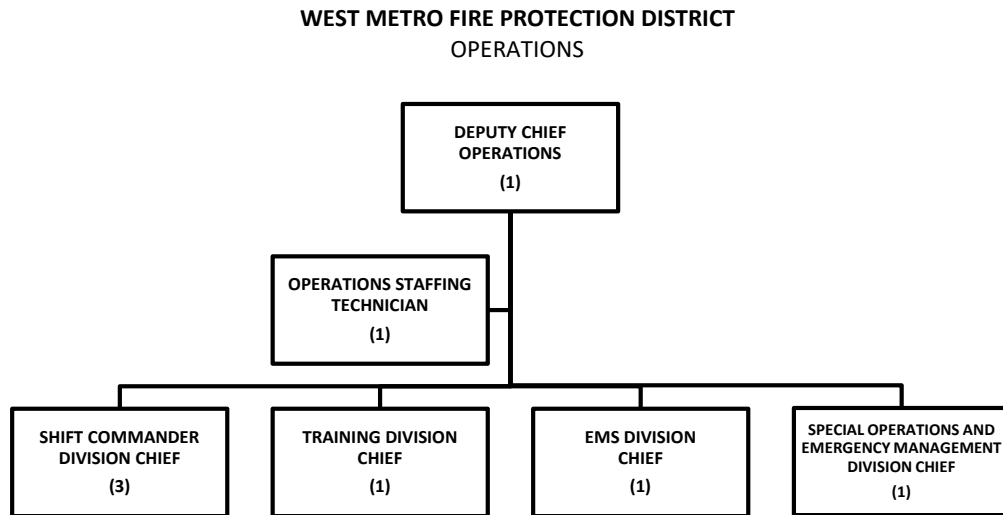 WEST METRO FIRE PROTECTION DISTRICT
OPERATIONS
DEPUTY CHIEF
OPERATIONS
(1)
OPERATIONS STAFFING
TECHNICIAN
(1)
SHIFT COMMANDER
DIVISION CHIEF
(3)
TRAINING DIVISION
CHIEF
(1)
EMS DIVISION
CHIEF
(1)
SPECIAL OPERATIONS AND
EMERGENCY MANAGEMENT
DIVISION CHIEF
(1)